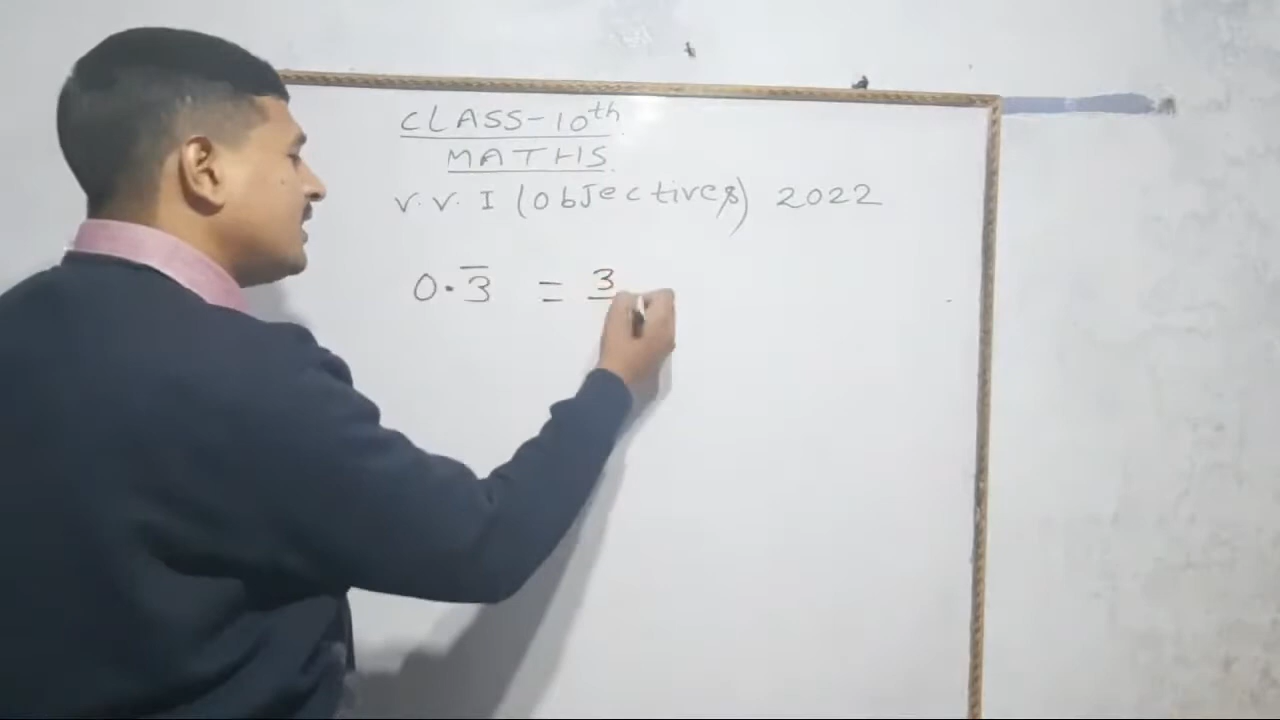 CLASS-10th
MATHS
V.V.I (Objectives) 2022
0.3̅ = 3